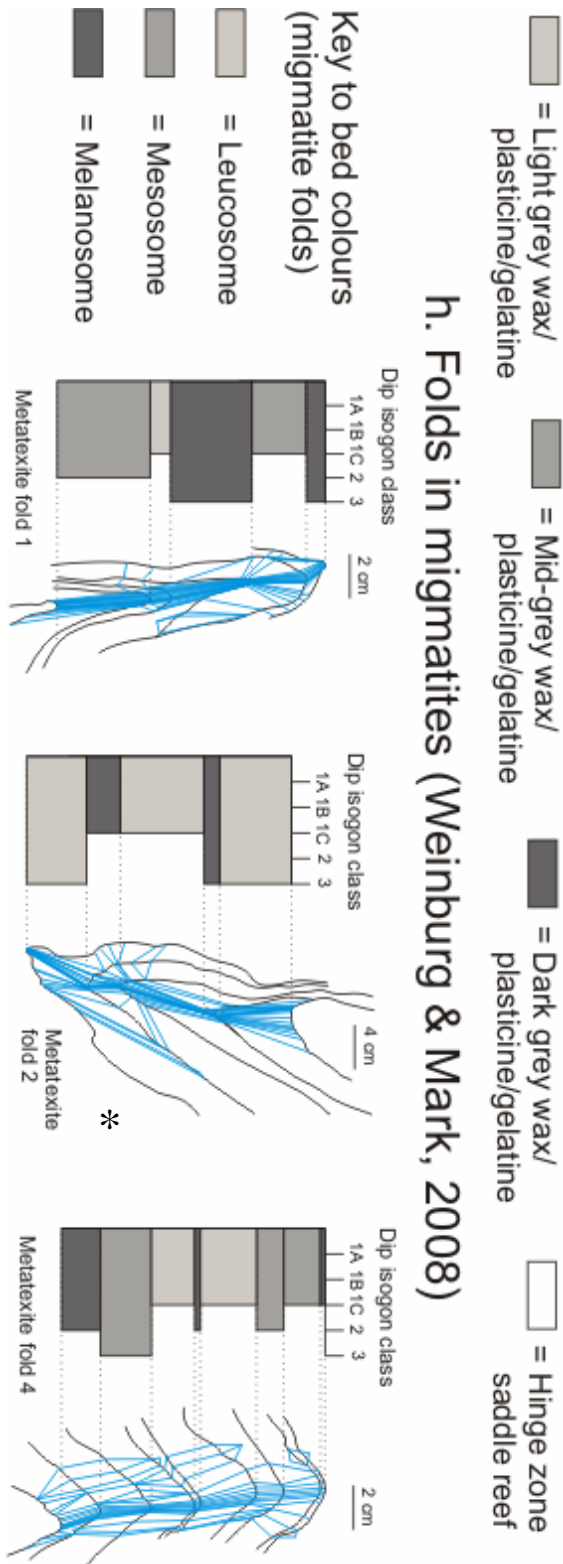 = Light grey wax/
plasticine/gelatine
= Mid-grey wax/
plasticine/gelatine
= Dark grey wax/
plasticine/gelatine
= Hinge zone
saddle reef
h. Folds in migmatites (Weinburg & Mark, 2008)
Key to bed colours
(migmatite folds)
= Leucosome
= Mesosome
= Melanosome
Dip isogon class
1A 1B 1C 2 3
2 cm
Metatexite fold 1
Dip isogon class
1A 1B 1C 2 3
4 cm
Metatexite
fold 2
*
Dip isogon class
1A 1B 1C 2 3
2 cm
Metatexite fold 4